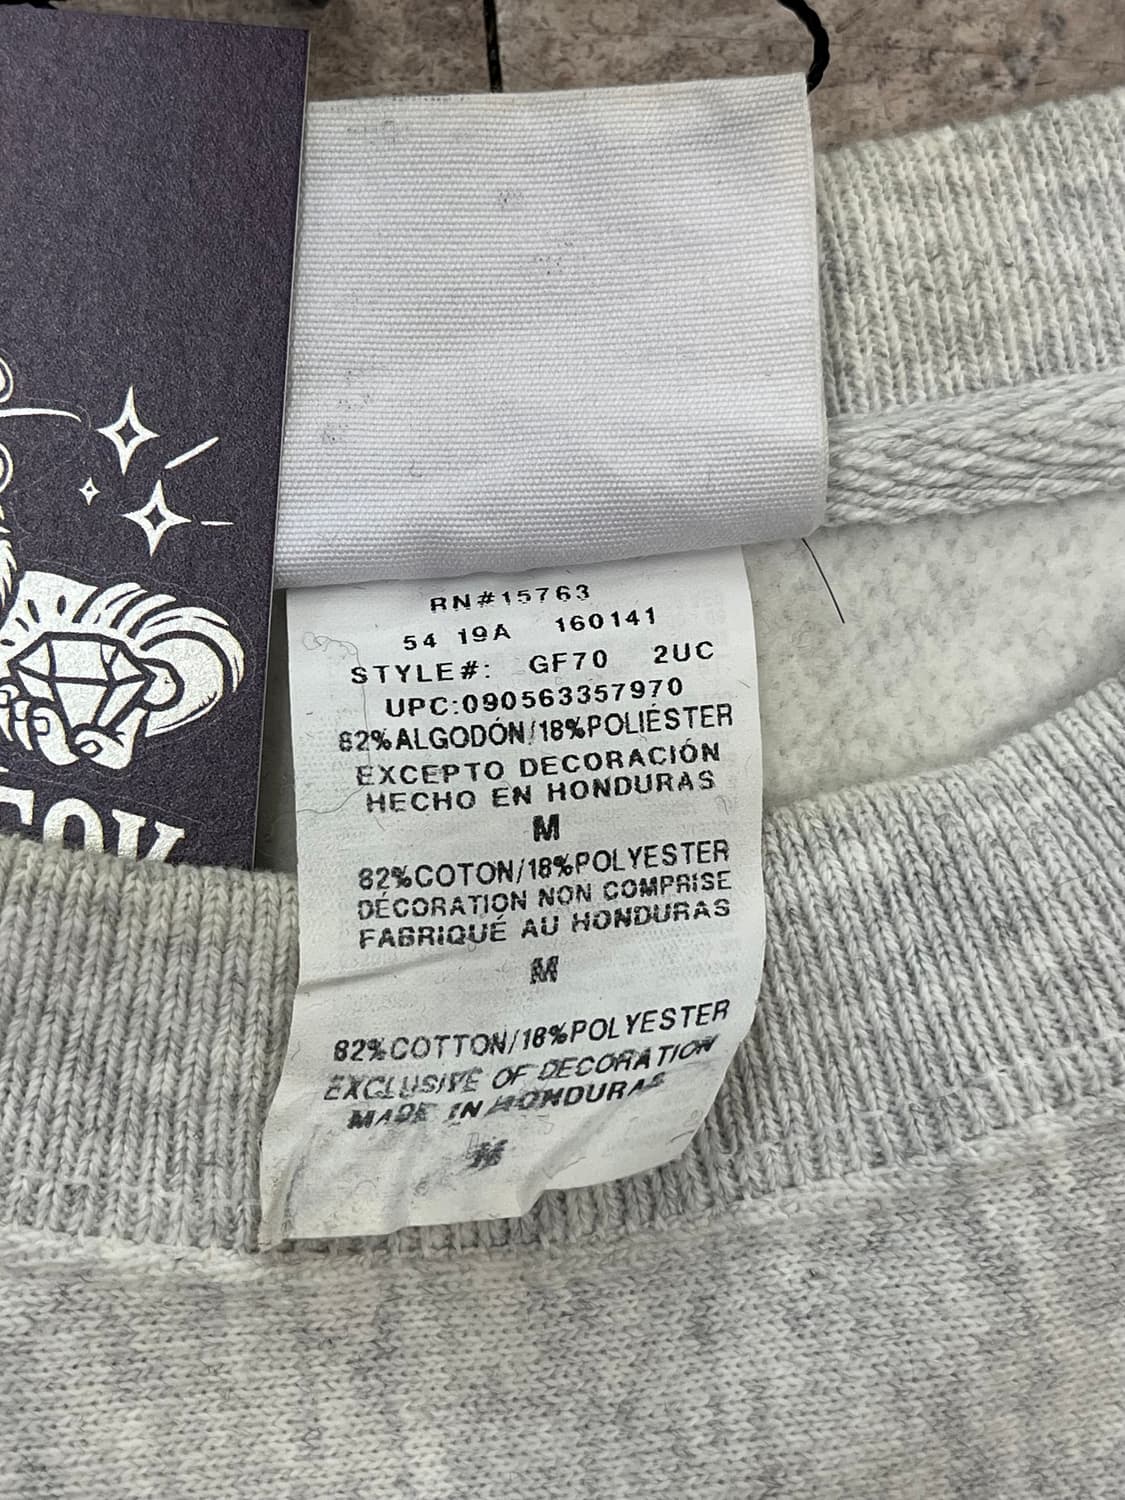 RN#15763
54 19A 160141
STYLE#: GF70 2UC
UPC:090563357970
82%ALGODÓN/18%POLIÉSTER
EXCEPTO DECORACIÓN
HECHO EN HONDURAS
M
82%COTON/18%POLYESTER
DÉCORATION NON COMPRISE
FABRIQUÉ AU HONDURAS
M
82%COTTON/18%POLYESTER
EXCLUSIVE OF DECORATION
MADE IN HONDURAS
M